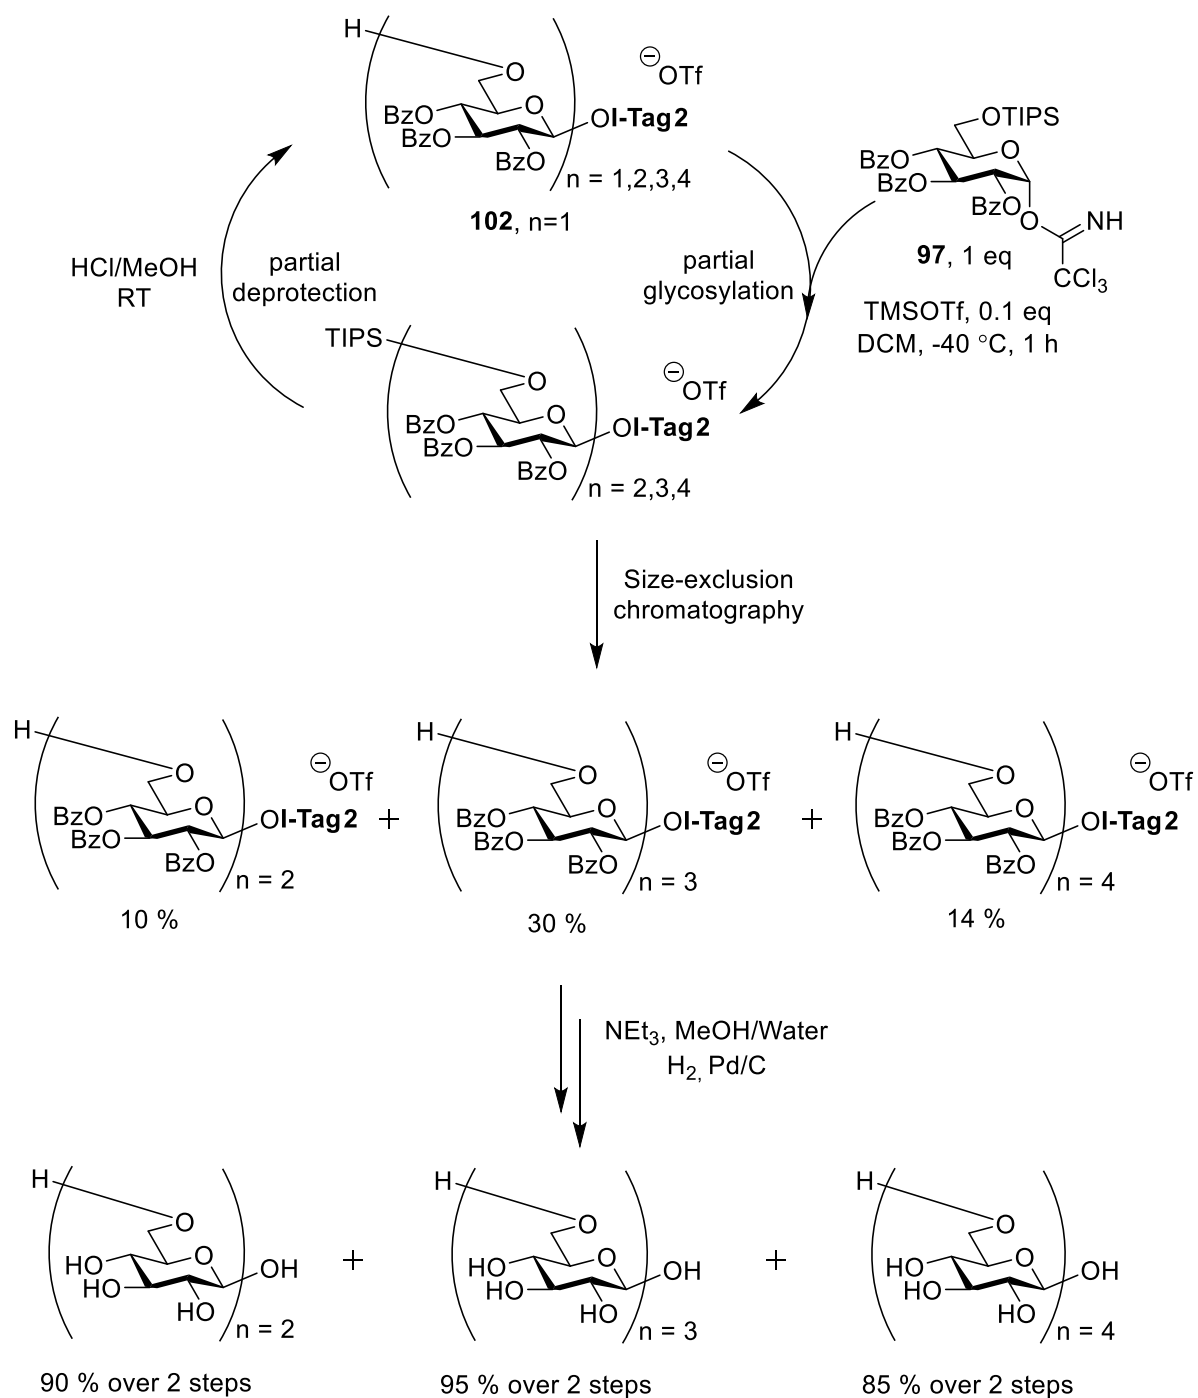 H
O
⊖
OTf
O
BzO
BzO
BzO
OI-Tag2
n = 1,2,3,4
102, n=1
OTIPS
O
BzO
BzO
BzO
O
NH
CCl3
97, 1 eq
HCl/MeOH
RT
partial
deprotection
partial
glycosylation
TMSOTf, 0.1 eq
DCM, -40 °C, 1 h
TIPS
O
⊖
OTf
O
BzO
BzO
BzO
OI-Tag2
n = 2,3,4
Size-exclusion
chromatography
H
O
⊖
OTf
O
BzO
BzO
BzO
OI-Tag2
n = 2
10 %
+
H
O
⊖
OTf
O
BzO
BzO
BzO
OI-Tag2
n = 3
30 %
+
H
O
⊖
OTf
O
BzO
BzO
BzO
OI-Tag2
n = 4
14 %
NEt3, MeOH/Water
H2, Pd/C
H
O
O
HO
HO
HO
OH
n = 2
90 % over 2 steps
+
H
O
O
HO
HO
HO
OH
n = 3
95 % over 2 steps
+
H
O
O
HO
HO
HO
OH
n = 4
85 % over 2 steps